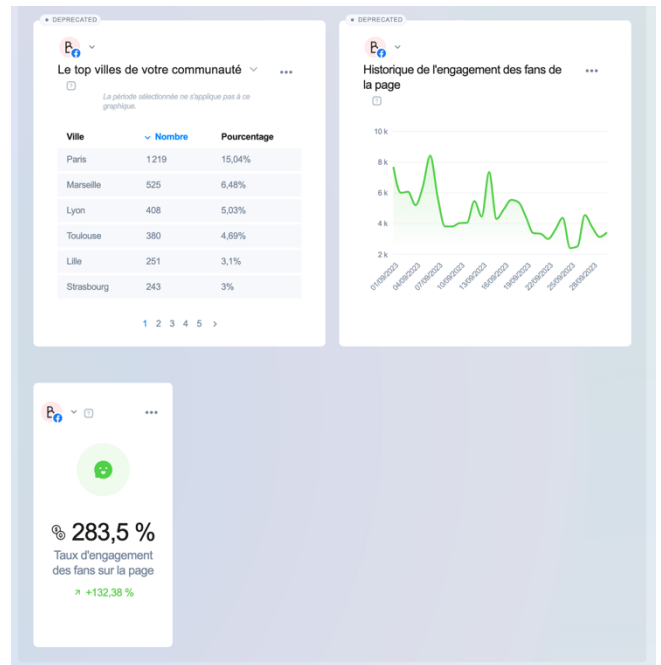 DEPRECATED
Le top villes de votre communauté
La période sélectionnée ne s'applique pas à ce
graphique.
Ville Nombre Pourcentage
Paris 1 219 15,04%
Marseille 525 6,48%
Lyon 408 5,03%
Toulouse 380 4,69%
Lille 251 3,1%
Strasbourg 243 3%
1 2 3 4 5 >
DEPRECATED
Historique de l'engagement des fans de
la page
10 k
8 k
6 k
4 k
2 k
01/09/2023 04/09/2023 07/09/2023 10/09/2023 13/09/2023 16/09/2023 19/09/2023 22/09/2023 25/09/2023 28/09/2023
283,5 %
Taux d'engagement
des fans sur la page
+132,38 %